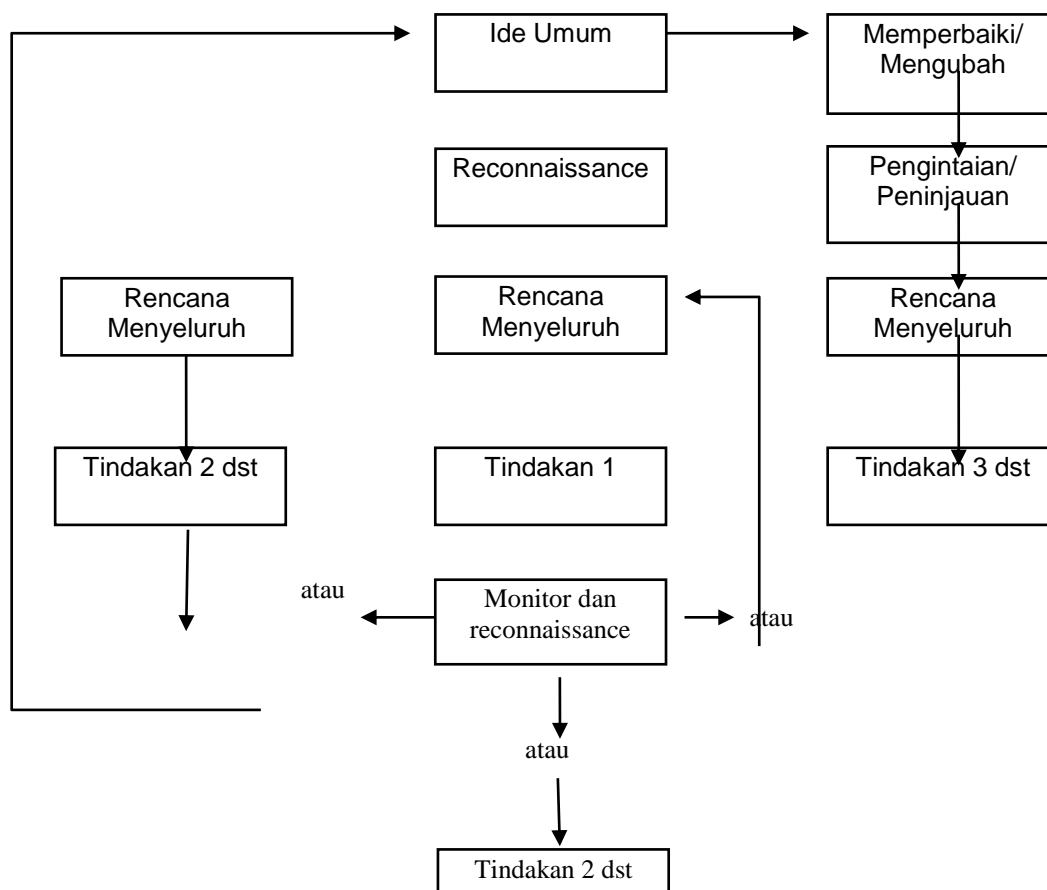 Ide Umum
Memperbaiki/
Mengubah
Reconnaissance
Pengintaian/
Peninjauan
Rencana
Menyeluruh
Rencana
Menyeluruh
Rencana
Menyeluruh
Tindakan 2 dst
Tindakan 1
Tindakan 3 dst
atau
Monitor dan
reconnaissance
atau
atau
Tindakan 2 dst